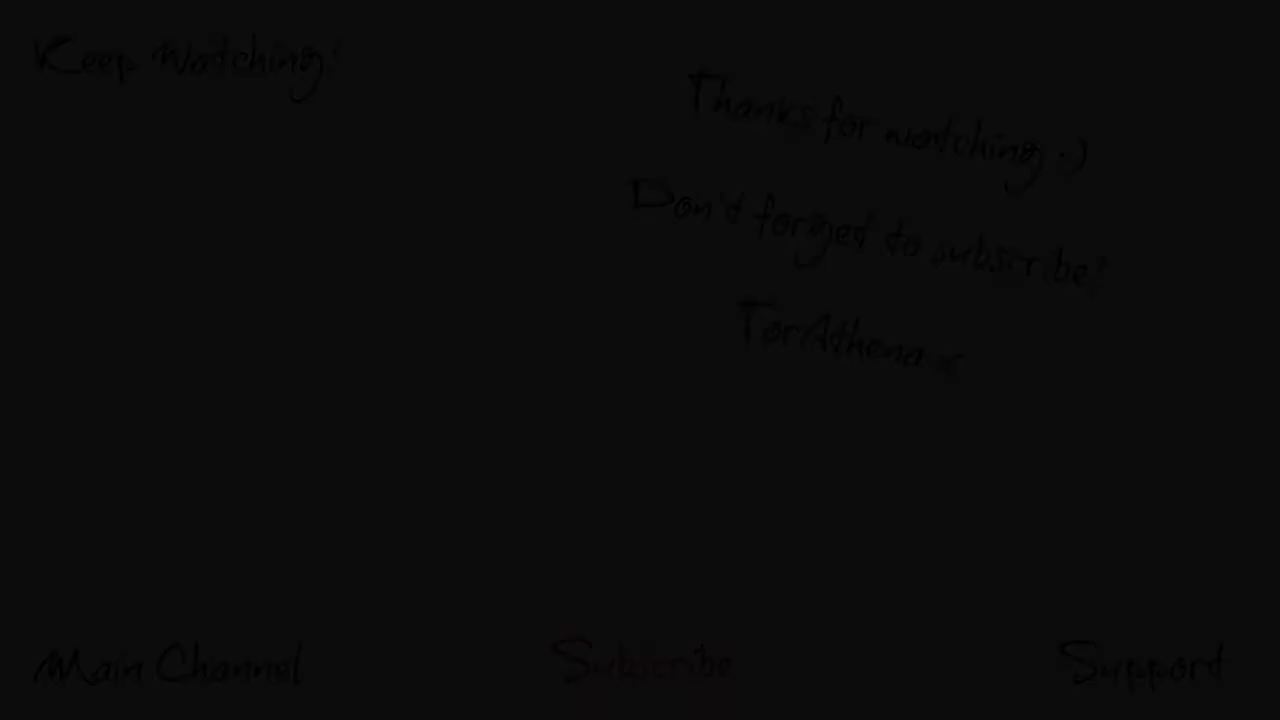 Keep Watching!
Thanks for watching :)
Don't forget to subscribe!
TorAthena x
Main Channel
Subscribe
Support